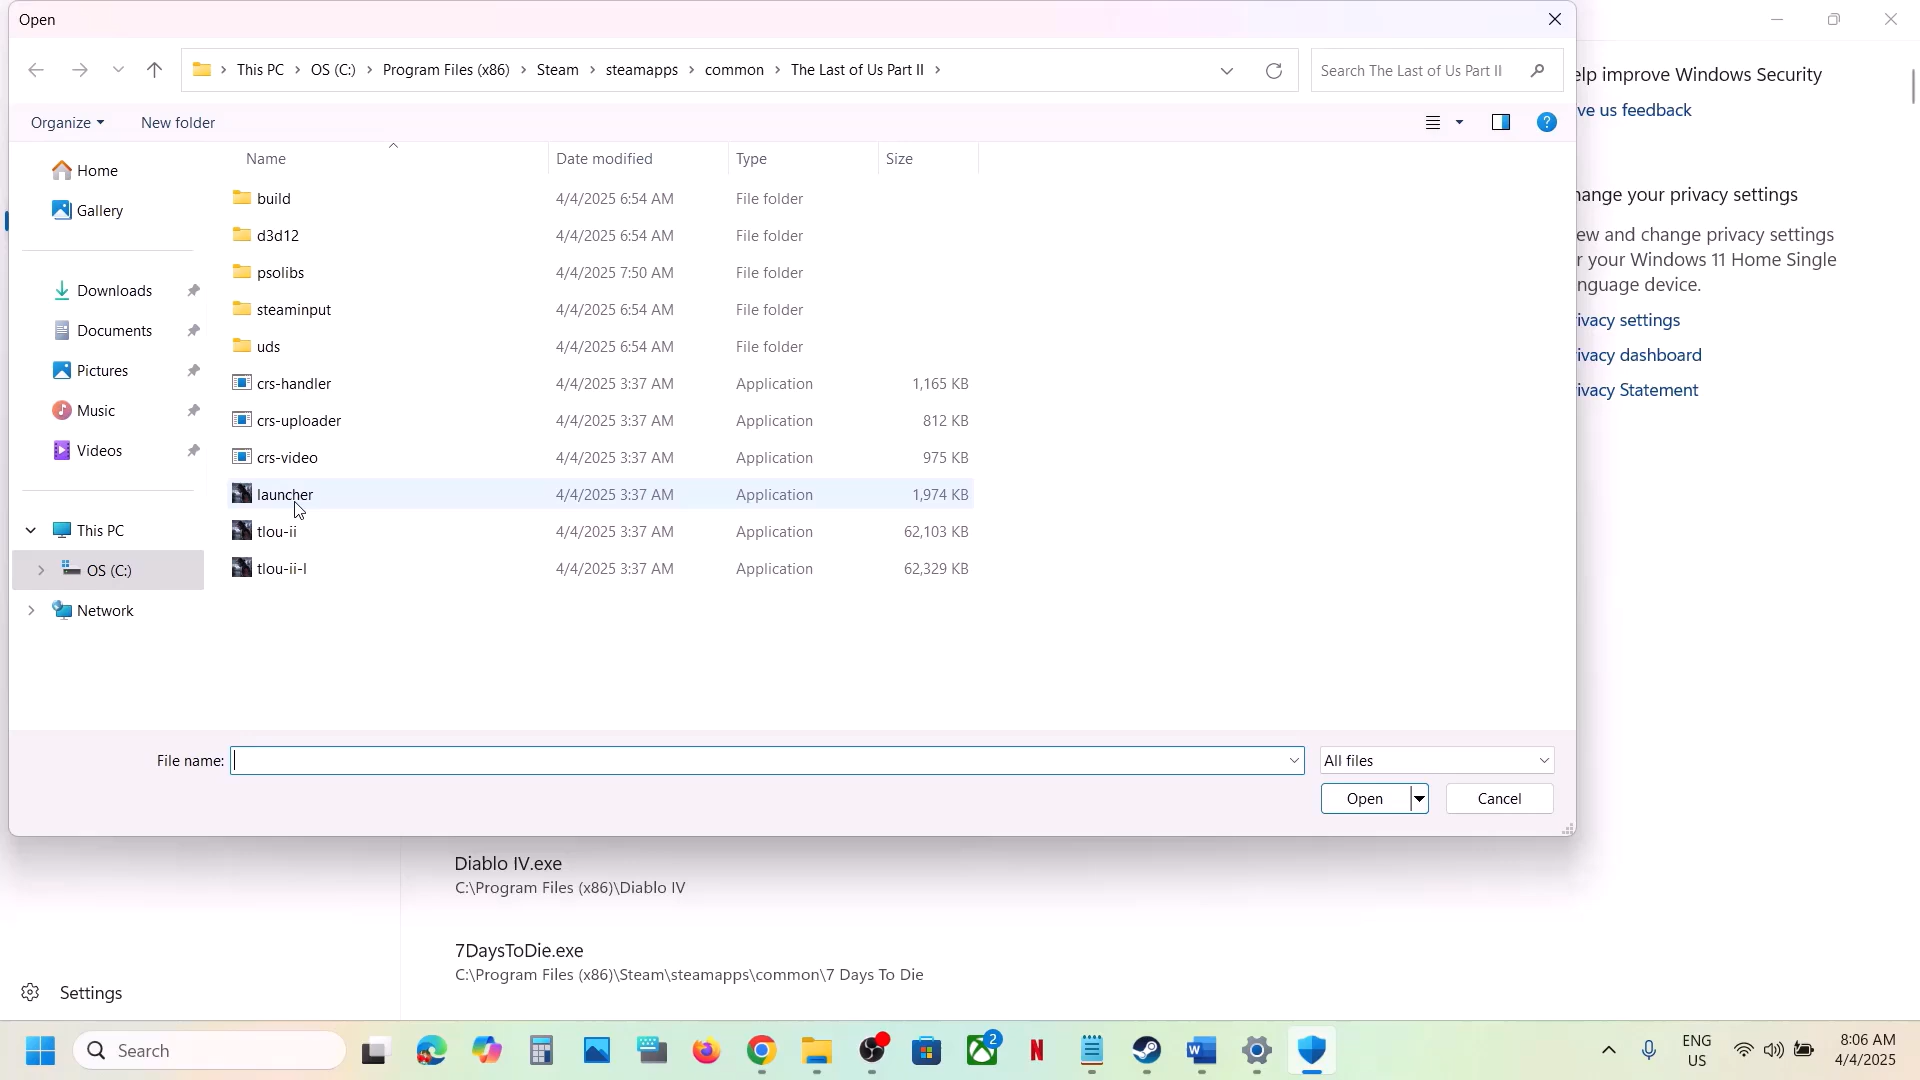 Open
This PC
OS (C:)
Program Files (x86)
Steam
steamapps
common
The Last of Us Part II
Search The Last of Us Part II
Organize
New folder
?
Home
Gallery
Downloads
Documents
Pictures
Music
Videos
This PC
OS (C:)
Network
Name Date modified Type Size
build 4/4/2025 6:54 AM File folder
d3d12 4/4/2025 6:54 AM File folder
psolibs 4/4/2025 7:50 AM File folder
steaminput 4/4/2025 6:54 AM File folder
uds 4/4/2025 6:54 AM File folder
crs-handler 4/4/2025 3:37 AM Application 1,165 KB
crs-uploader 4/4/2025 3:37 AM Application 812 KB
crs-video 4/4/2025 3:37 AM Application 975 KB
launcher 4/4/2025 3:37 AM Application 1,974 KB
tlou-ii 4/4/2025 3:37 AM Application 62,103 KB
tlou-ii-l 4/4/2025 3:37 AM Application 62,329 KB
File name:
All files
Open
Cancel
elp improve Windows Security
ve us feedback
hange your privacy settings
ew and change privacy settings
r your Windows 11 Home Single
nguage device.
ivacy settings
ivacy dashboard
ivacy Statement
Diablo IV.exe
C:\Program Files (x86)\Diablo IV
7DaysToDie.exe
C:\Program Files (x86)\Steam\steamapps\common\7 Days To Die
Settings
Search
2
N
W
ENG
US
8:06 AM
4/4/2025